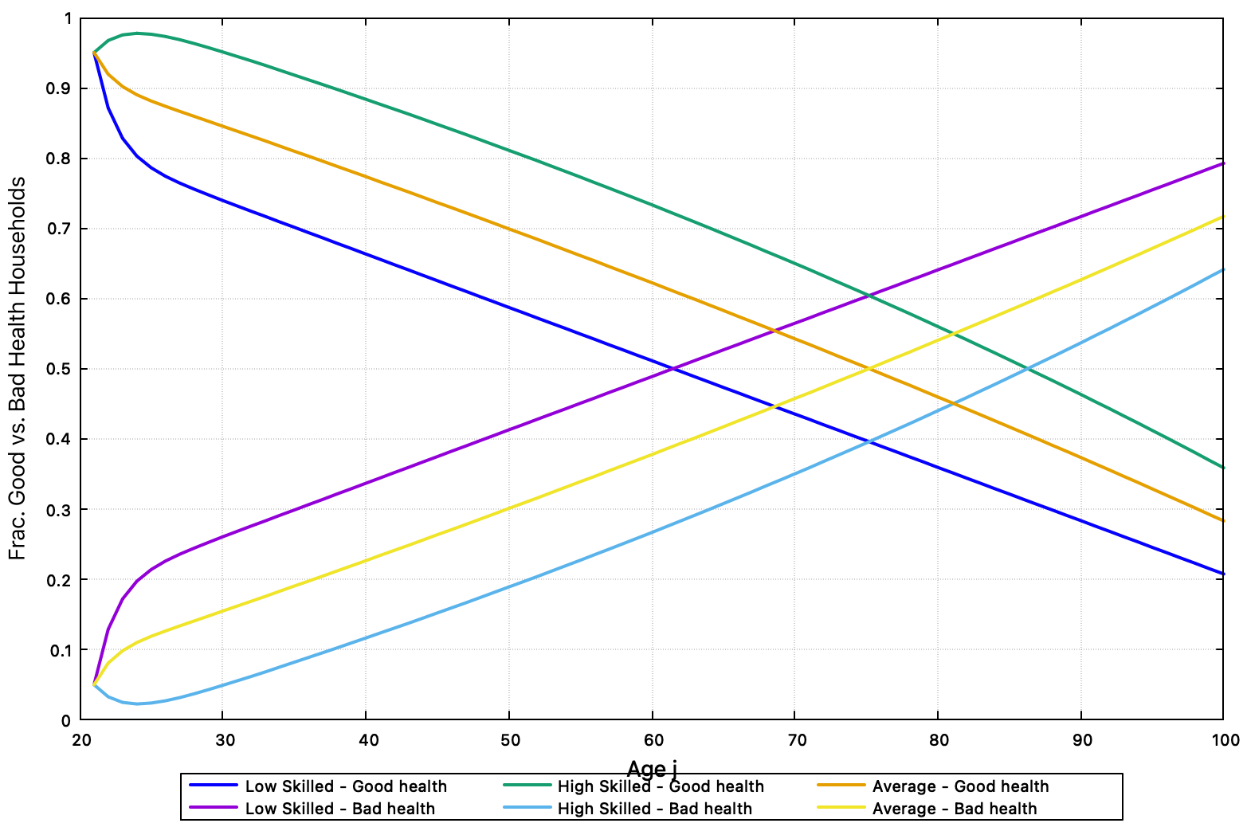 Frac. Good vs. Bad Health Households
1
0.9
0.8
0.7
0.6
0.5
0.4
0.3
0.2
0.1
0
20 30 40 50 60 70 80 90 100
Age j
Low Skilled - Good health High Skilled - Good health Average - Good health
Low Skilled - Bad health High Skilled - Bad health Average - Bad health